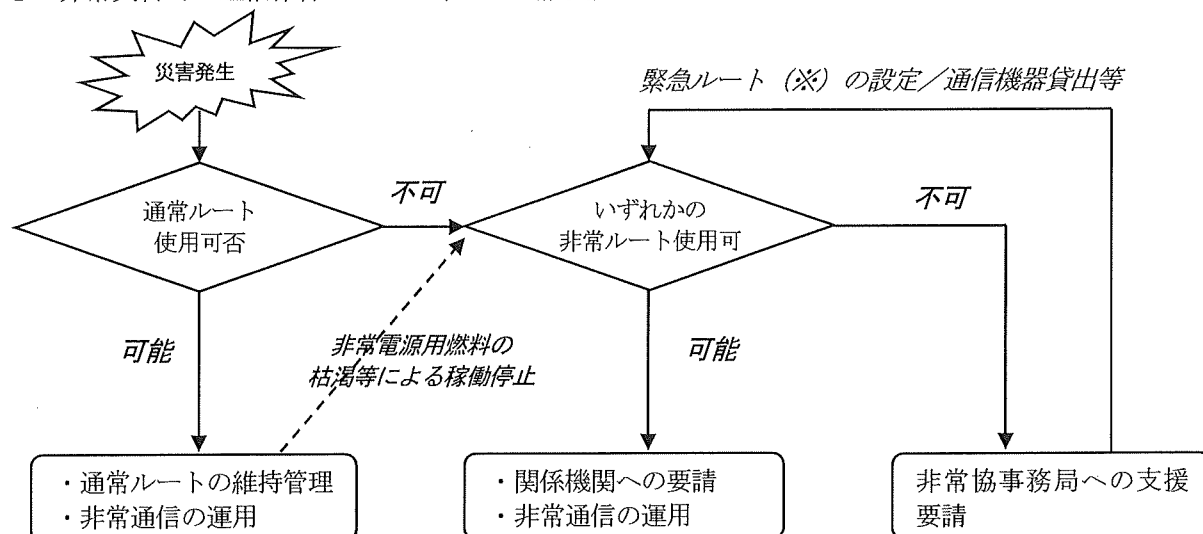 災害発生
緊急ルート（※）の設定／通信機器貸出等
通常ルート
使用可否
不可
いずれかの
非常ルート使用可
不可
可能
非常電源用燃料の
枯渇等による稼働停止
可能
・通常ルートの維持管理
・非常通信の運用
・関係機関への要請
・非常通信の運用
非常協事務局への支援
要請